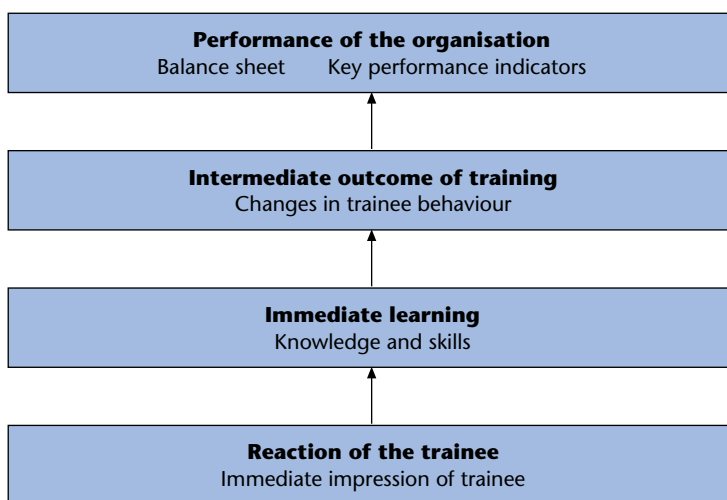 Performance of the organisation
Balance sheet Key performance indicators
Intermediate outcome of training
Changes in trainee behaviour
Immediate learning
Knowledge and skills
Reaction of the trainee
Immediate impression of trainee